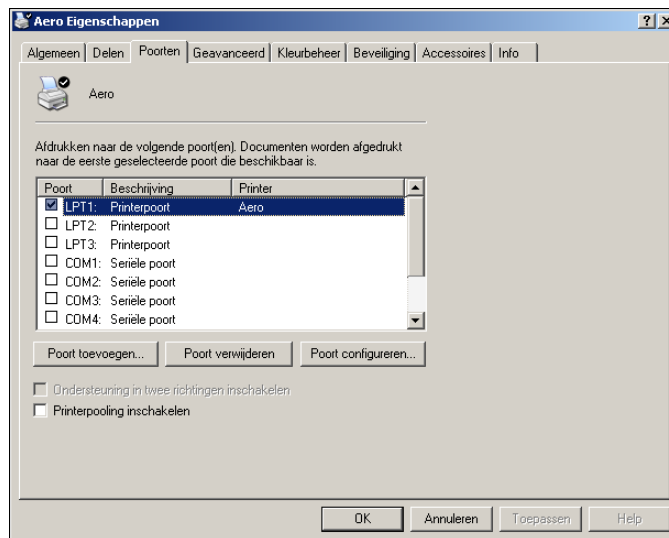 Aero Eigenschappen
Algemeen Delen Poorten Geavanceerd Kleurbeheer Beveiliging Accessoires Info
Aero
Afdrukken naar de volgende poort(en). Documenten worden afgedrukt
naar de eerste geselecteerde poort die beschikbaar is.
Poort Beschrijving Printer
LPT1: Printerpoort Aero
LPT2: Printerpoort
LPT3: Printerpoort
COM1: Seriële poort
COM2: Seriële poort
COM3: Seriële poort
COM4: Seriële poort
Poort toevoegen... Poort verwijderen Poort configureren...
Ondersteuning in twee richtingen inschakelen
Printerpooling inschakelen
OK Annuleren Toepassen Help